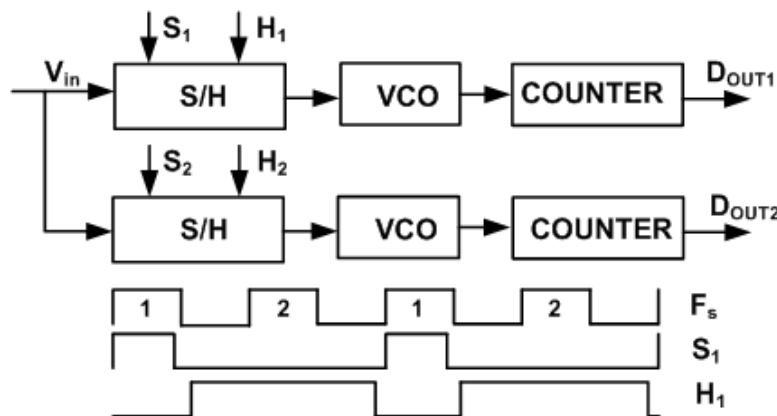 S1 H1
Vin S/H VCO COUNTER DOUT1
S2 H2
S/H VCO COUNTER DOUT2
1 2 1 2 Fs
S1
H1